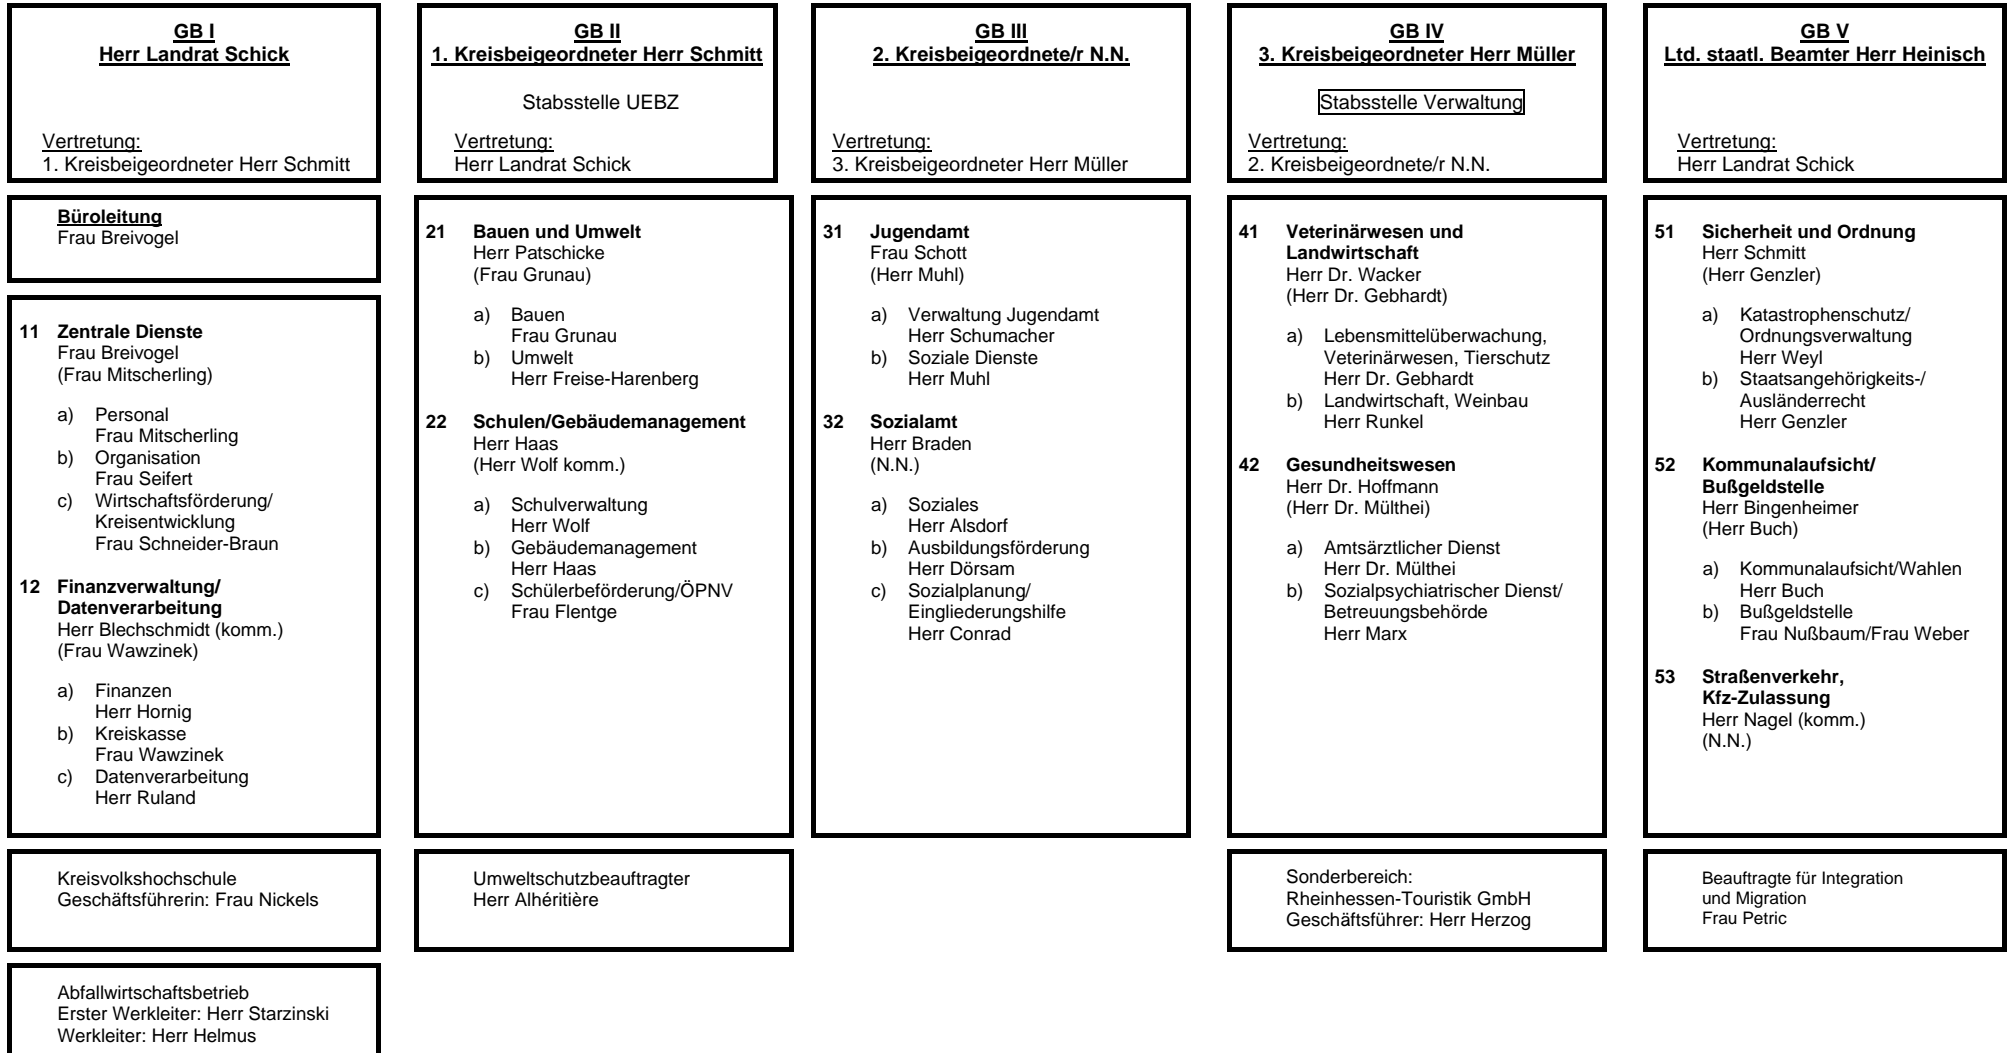 GB I
Herr Landrat Schick
Vertretung:
1. Kreisbeigeordneter Herr Schmitt
Büroleitung
Frau Breivogel
11 Zentrale Dienste
Frau Breivogel
(Frau Mitscherling)
a) Personal
Frau Mitscherling
b) Organisation
Frau Seifert
c) Wirtschaftsförderung/
Kreisentwicklung
Frau Schneider-Braun
12 Finanzverwaltung/
Datenverarbeitung
Herr Blechschmidt (komm.)
(Frau Wawzinek)
a) Finanzen
Herr Hornig
b) Kreiskasse
Frau Wawzinek
c) Datenverarbeitung
Herr Ruland
Kreisvolkshochschule
Geschäftsführerin: Frau Nickels
Abfallwirtschaftsbetrieb
Erster Werkleiter: Herr Starzinski
Werkleiter: Herr Helmus
GB II
1. Kreisbeigeordneter Herr Schmitt
Stabsstelle UEBZ
Vertretung:
Herr Landrat Schick
21 Bauen und Umwelt
Herr Patschicke
(Frau Grunau)
a) Bauen
Frau Grunau
b) Umwelt
Herr Freise-Harenberg
22 Schulen/Gebäudemanagement
Herr Haas
(Herr Wolf komm.)
a) Schulverwaltung
Herr Wolf
b) Gebäudemanagement
Herr Haas
c) Schülerbeförderung/ÖPNV
Frau Flentge
Umweltschutzbeauftragter
Herr Alhéritière
GB III
2. Kreisbeigeordnete/r N.N.
Vertretung:
3. Kreisbeigeordneter Herr Müller
31 Jugendamt
Frau Schott
(Herr Muhl)
a) Verwaltung Jugendamt
Herr Schumacher
b) Soziale Dienste
Herr Muhl
32 Sozialamt
Herr Braden
(N.N.)
a) Soziales
Herr Alsdorf
b) Ausbildungsförderung
Herr Dörsam
c) Sozialplanung/
Eingliederungshilfe
Herr Conrad
GB IV
3. Kreisbeigeordneter Herr Müller
Stabsstelle Verwaltung
Vertretung:
2. Kreisbeigeordnete/r N.N.
41 Veterinärwesen und
Landwirtschaft
Herr Dr. Wacker
(Herr Dr. Gebhardt)
a) Lebensmittelüberwachung,
Veterinärwesen, Tierschutz
Herr Dr. Gebhardt
b) Landwirtschaft, Weinbau
Herr Runkel
42 Gesundheitswesen
Herr Dr. Hoffmann
(Herr Dr. Mülthei)
a) Amtsärztlicher Dienst
Herr Dr. Mülthei
b) Sozialpsychiatrischer Dienst/
Betreuungsbehörde
Herr Marx
Sonderbereich:
Rheinhessen-Touristik GmbH
Geschäftsführer: Herr Herzog
GB V
Ltd. staatl. Beamter Herr Heinisch
Vertretung:
Herr Landrat Schick
51 Sicherheit und Ordnung
Herr Schmitt
(Herr Genzler)
a) Katastrophenschutz/
Ordnungsverwaltung
Herr Weyl
b) Staatsangehörigkeits-/
Ausländerrecht
Herr Genzler
52 Kommunalaufsicht/
Bußgeldstelle
Herr Bingenheimer
(Herr Buch)
a) Kommunalaufsicht/Wahlen
Herr Buch
b) Bußgeldstelle
Frau Nußbaum/Frau Weber
53 Straßenverkehr,
Kfz-Zulassung
Herr Nagel (komm.)
(N.N.)
Beauftragte für Integration
und Migration
Frau Petric